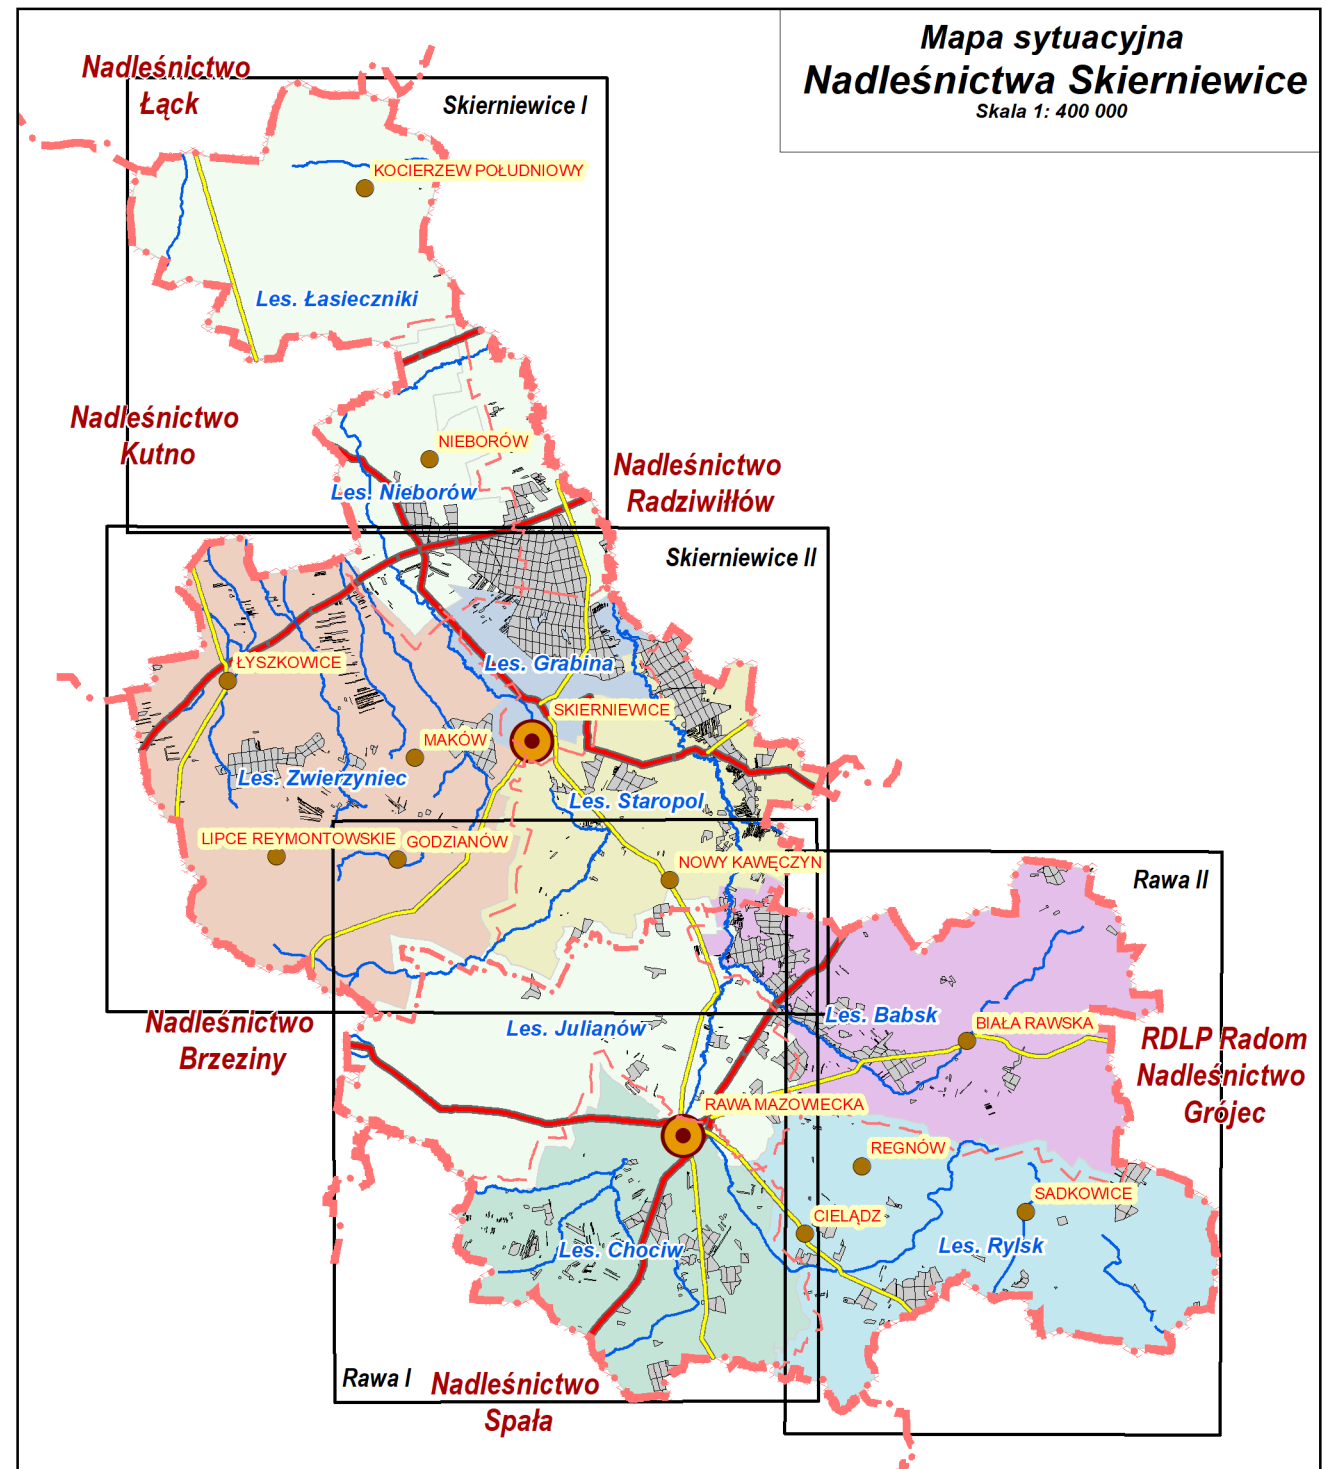 Mapa sytuacyjna
Nadleśnictwa Skierniewice
Skala 1: 400 000
Nadleśnictwo
Łąck
Skierniewice I
KOCIERZEW POŁUDNIOWY
Les. Łasieczniki
Nadleśnictwo
Kutno
NIEBORÓW
Les. Nieborów
Nadleśnictwo
Radziwiłłów
Skierniewice II
ŁYSZKOWICE
Les. Grabina
SKIERNIEWICE
MAKÓW
Les. Zwierzyniec
Les. Staropol
LIPCE REYMONTOWSKIE
GODZIANÓW
NOWY KAWĘCZYN
Rawa II
Nadleśnictwo
Brzeziny
Les. Julianów
Les. Babsk
BIAŁA RAWSKA
RDLP Radom
Nadleśnictwo
Grójec
RAWA MAZOWIECKA
REGNÓW
SADKOWICE
CIELĄDZ
Les. Chociw
Les. Rylsk
Rawa I
Nadleśnictwo
Spała